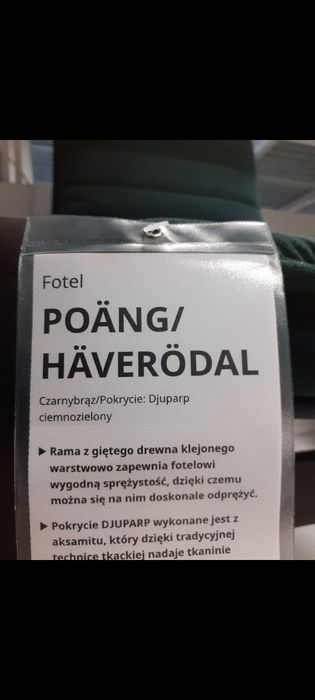 Fotel
POÄNG/
HÄVERÖDAL
Czarnybrąz/Pokrycie: Djuparp
ciemnozielony
▶ Rama z giętego drewna klejonego
warstwowo zapewnia fotelowi
wygodną sprężystość, dzięki czemu
można się na nim doskonale odprężyć.
▶ Pokrycie DJUPARP wykonane jest z
aksamitu, który dzięki tradycyjnej
technice tkackiej nadaje tkaninie